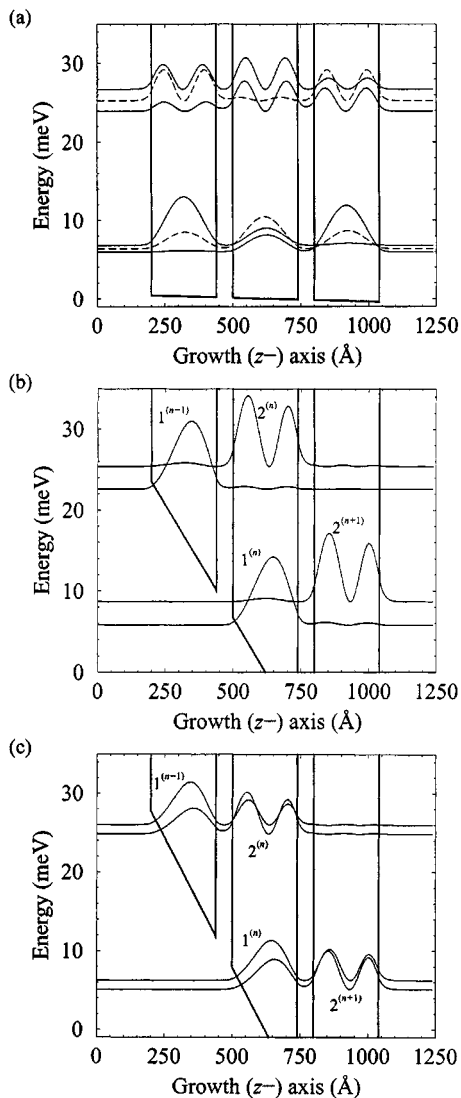 (a)
Energy (meV)
30
20
10
0
0 250 500 750 1000 1250
Growth (z−) axis (Å)
(b)
Energy (meV)
30
20
10
0
1^(n−1)
2^(n)
2^(n+1)
1^(n)
0 250 500 750 1000 1250
Growth (z−) axis (Å)
(c)
Energy (meV)
30
20
10
0
1^(n−1)
2^(n)
1^(n)
2^(n+1)
0 250 500 750 1000 1250
Growth (z−) axis (Å)